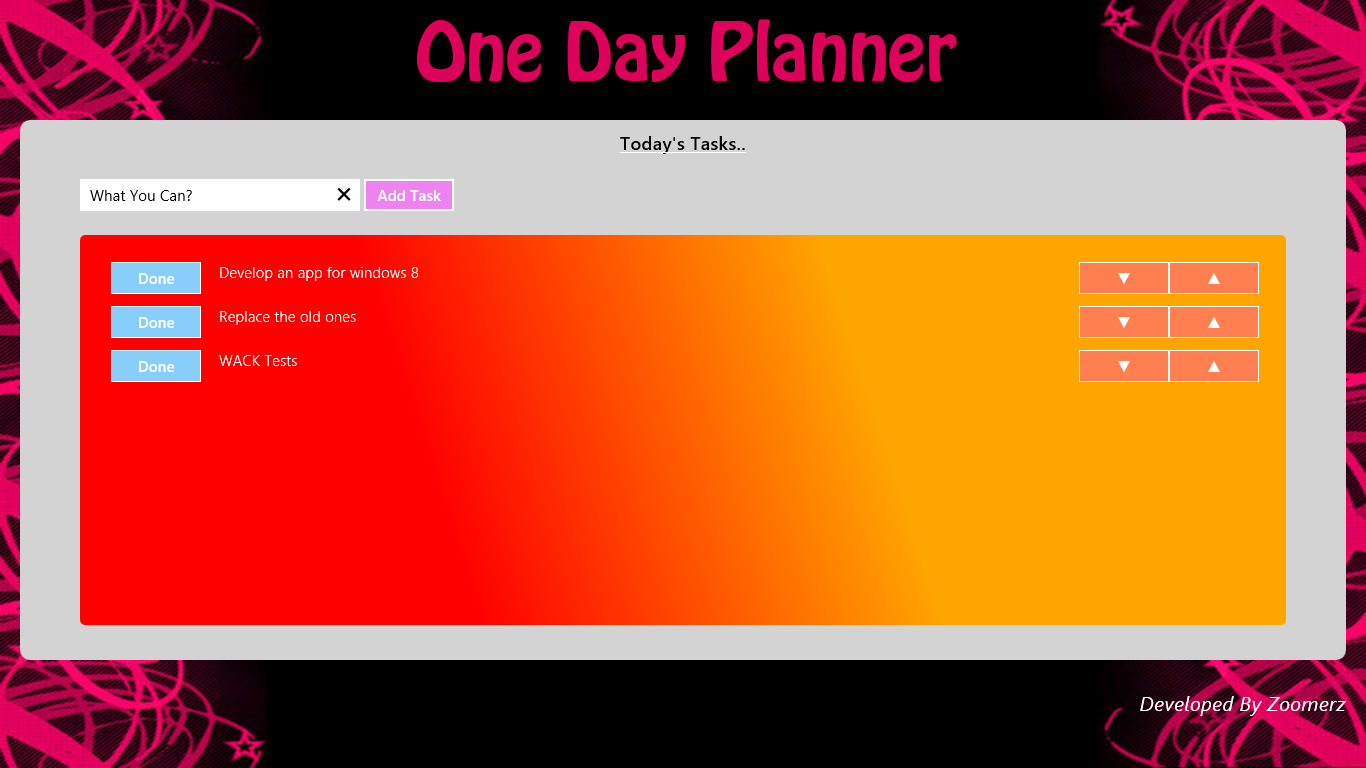 One Day Planner
Today's Tasks..
What You Can? ✕ Add Task
Done Develop an app for windows 8 ▼ ▲
Done Replace the old ones ▼ ▲
Done WACK Tests ▼ ▲
Developed By Zoomerz